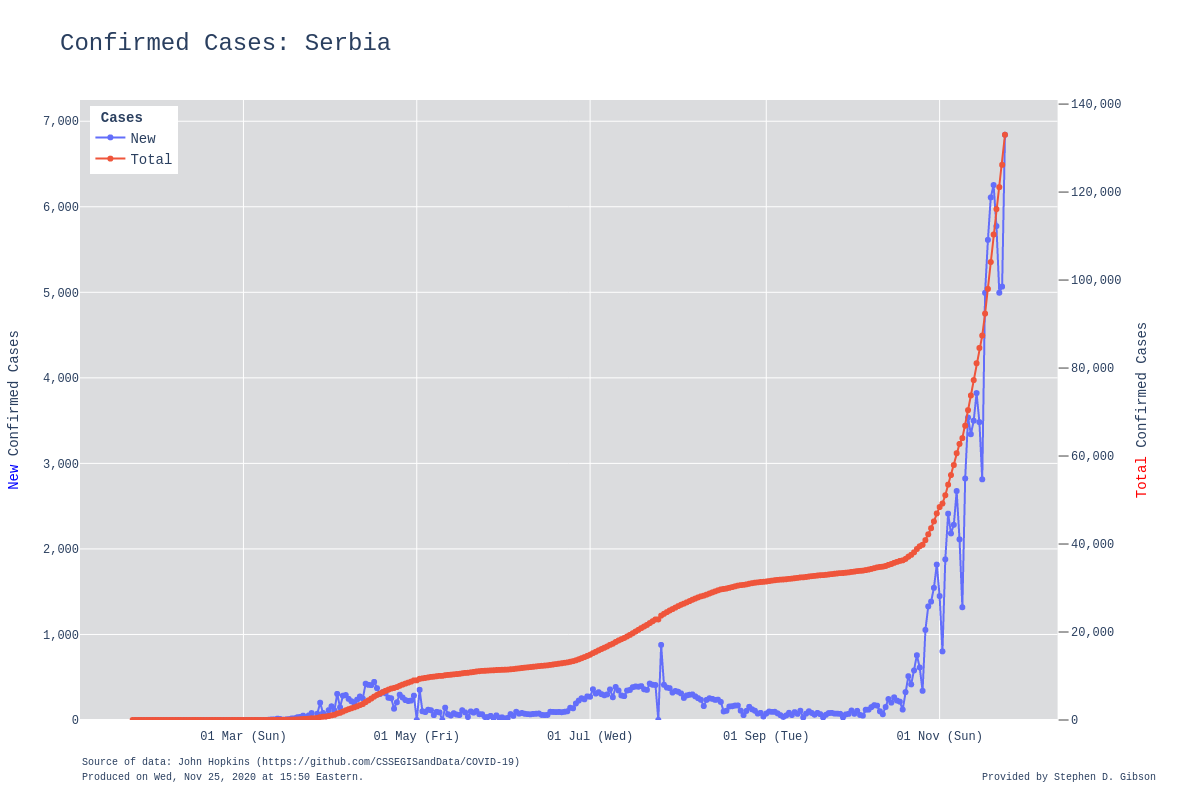 Confirmed Cases: Serbia
Cases
New
Total
7,000
6,000
5,000
4,000
3,000
2,000
1,000
0
New Confirmed Cases
140,000
120,000
100,000
80,000
60,000
40,000
20,000
0
Total Confirmed Cases
01 Mar (Sun)
01 May (Fri)
01 Jul (Wed)
01 Sep (Tue)
01 Nov (Sun)
Source of data: John Hopkins (https://github.com/CSSEGISandData/COVID-19)
Produced on Wed, Nov 25, 2020 at 15:50 Eastern.
Provided by Stephen D. Gibson